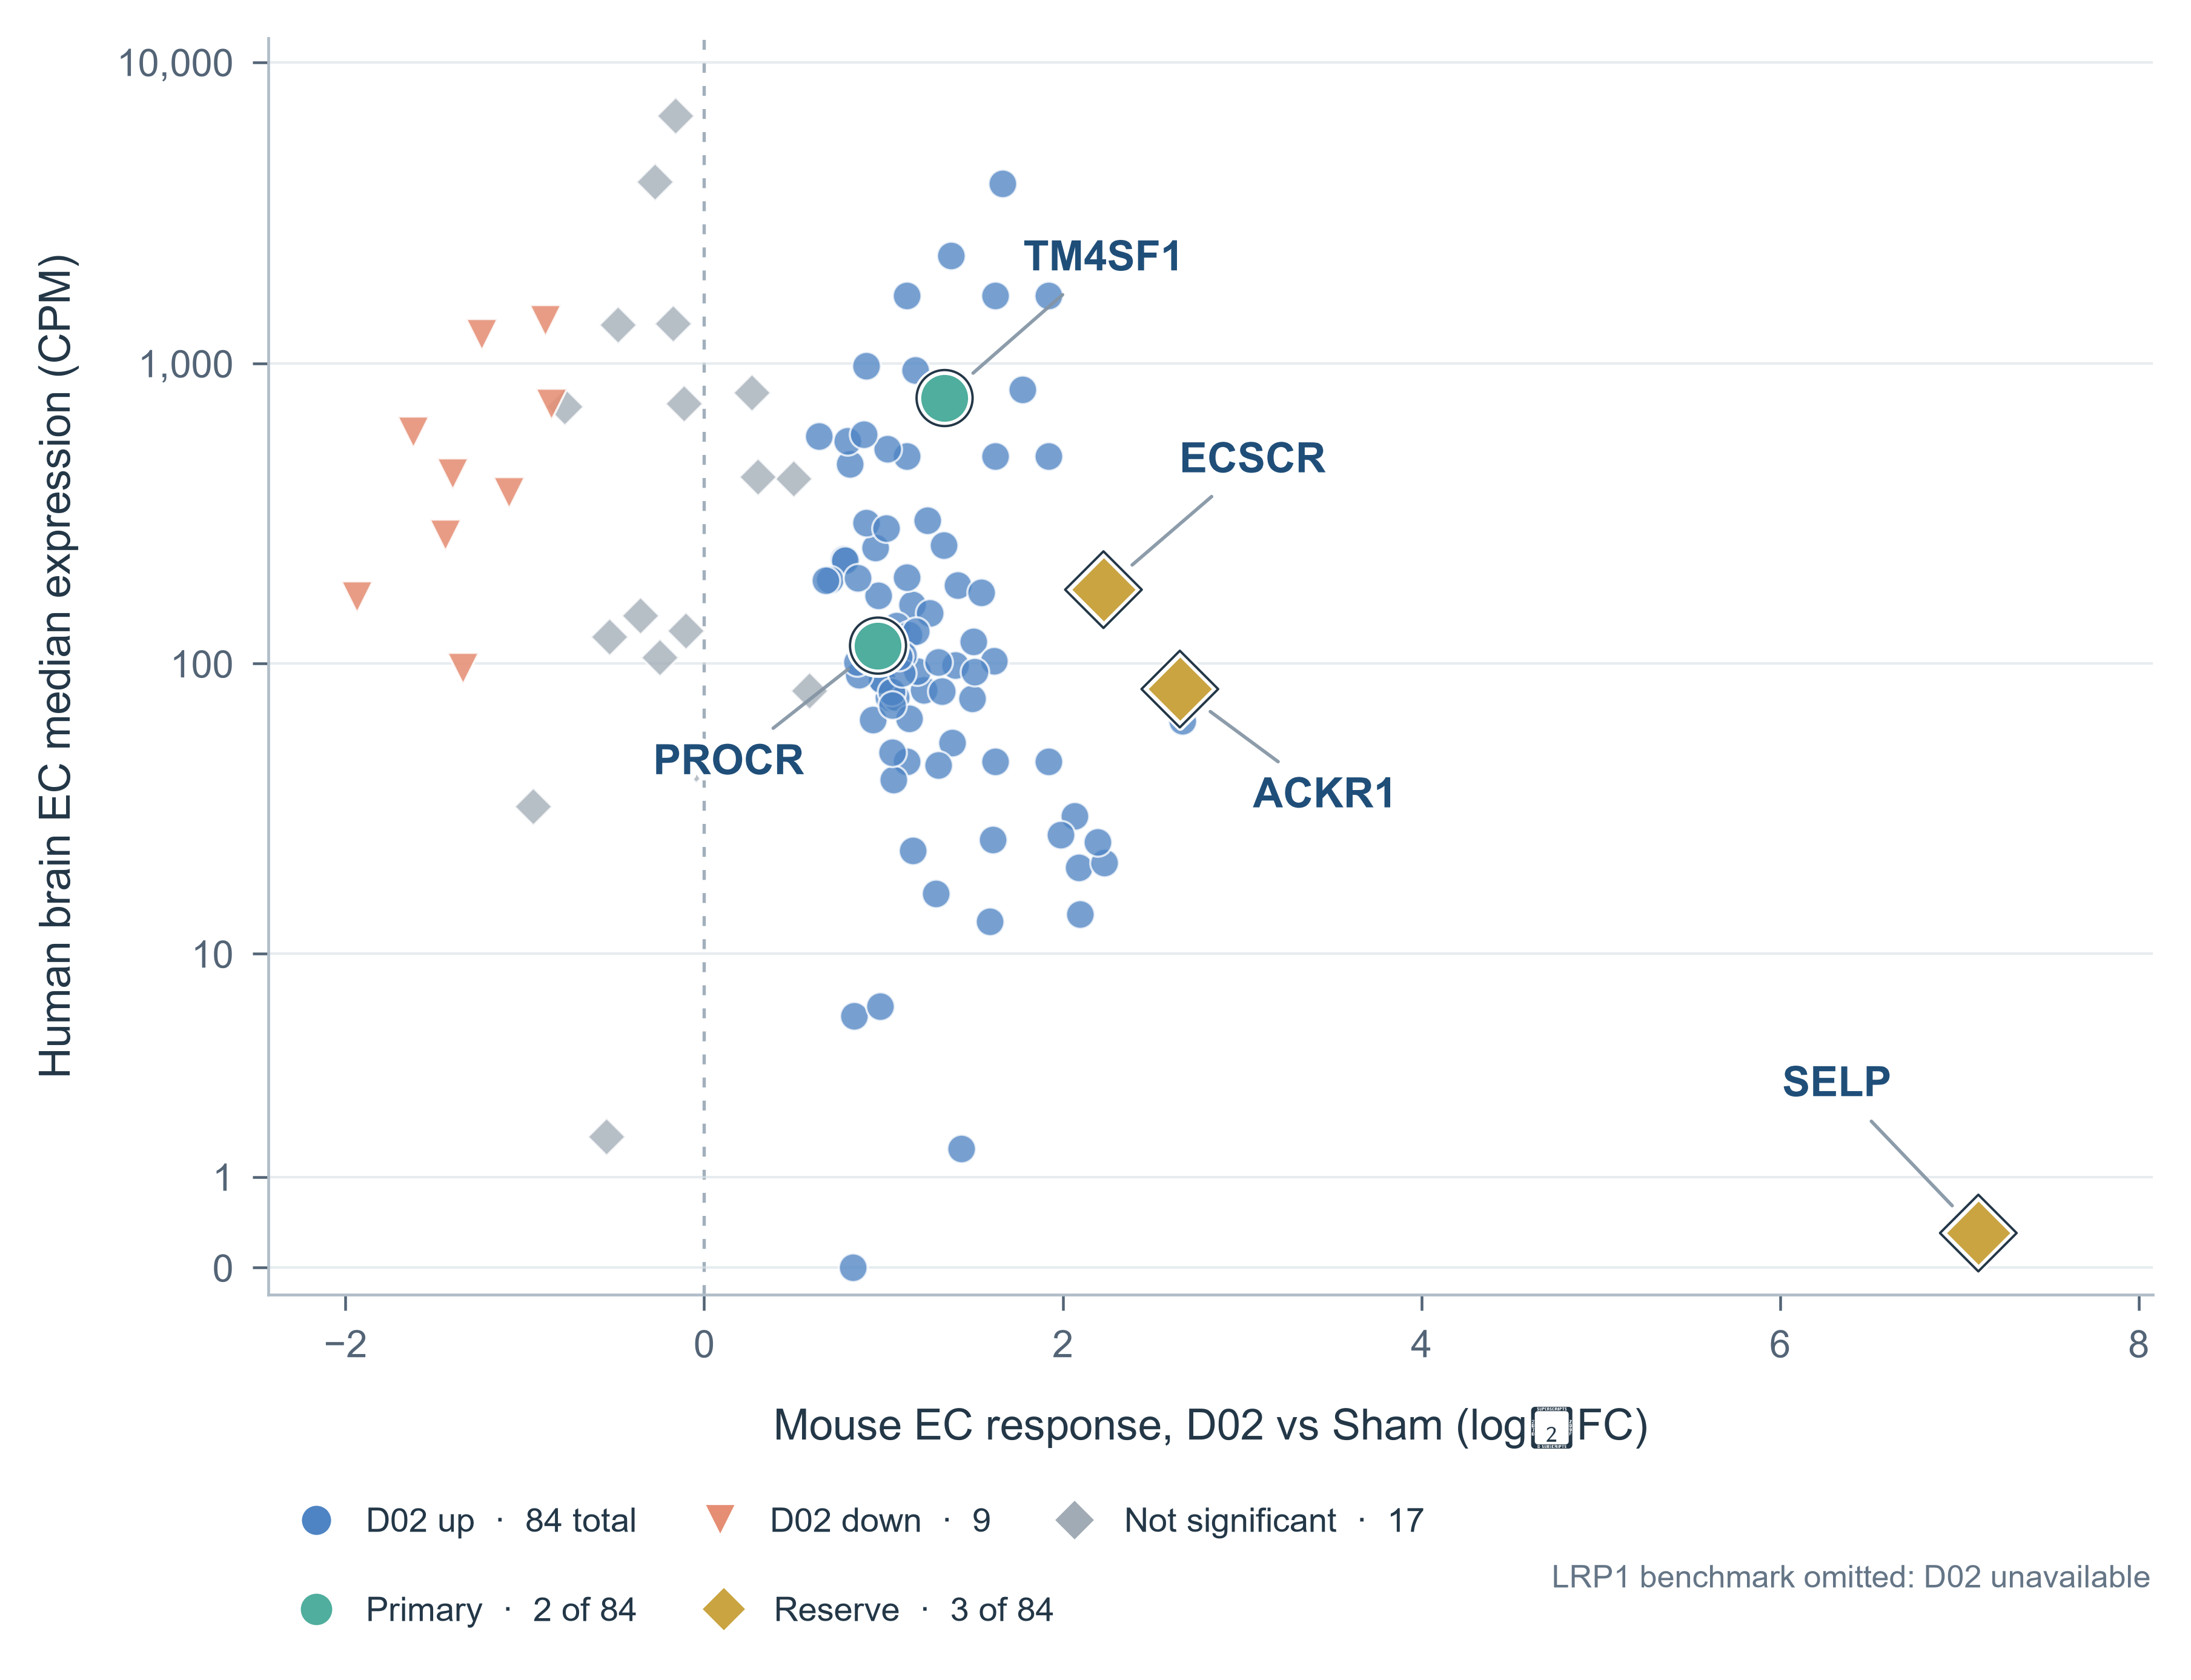 10,000
1,000
100
10
1
0
Human brain EC median expression (CPM)
TM4SF1
ECSCR
PROCR
ACKR1
SELP
−2 0 2 4 6 8
Mouse EC response, D02 vs Sham (log2FC)
D02 up · 84 total
D02 down · 9
Not significant · 17
LRP1 benchmark omitted: D02 unavailable
Primary · 2 of 84
Reserve · 3 of 84